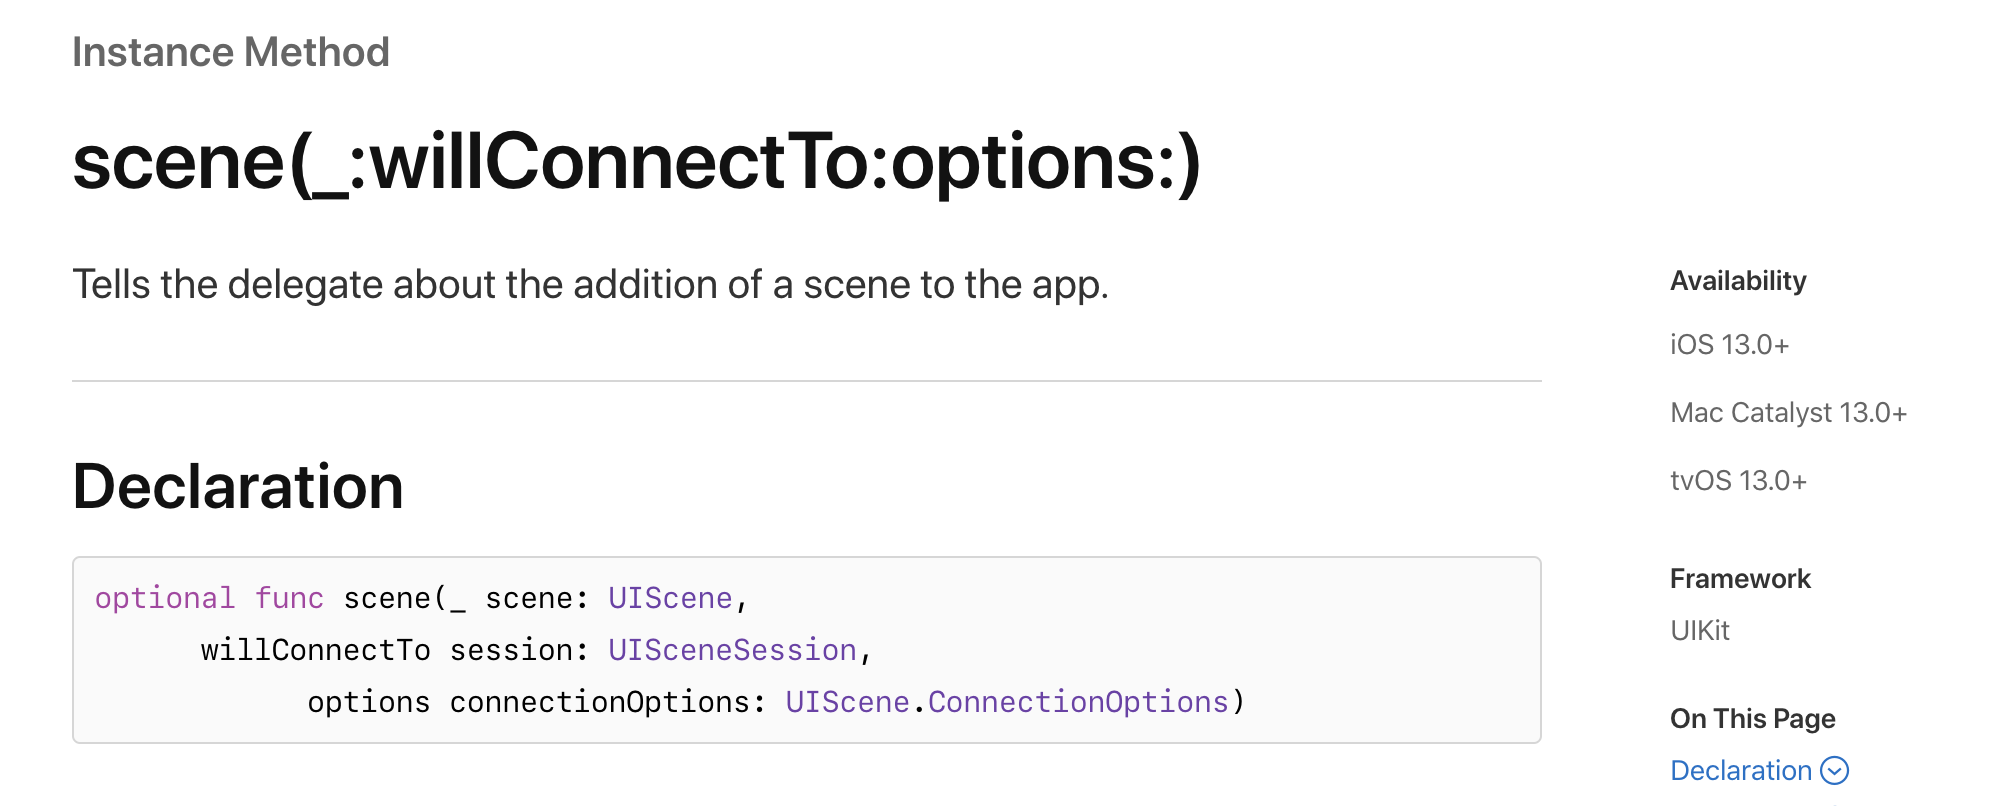 Instance Method
scene(_:willConnectTo:options:)
Tells the delegate about the addition of a scene to the app.
Declaration
optional func scene(_ scene: UIScene,
willConnectTo session: UISceneSession,
options connectionOptions: UIScene.ConnectionOptions)
Availability
iOS 13.0+
Mac Catalyst 13.0+
tvOS 13.0+
Framework
UIKit
On This Page
Declaration